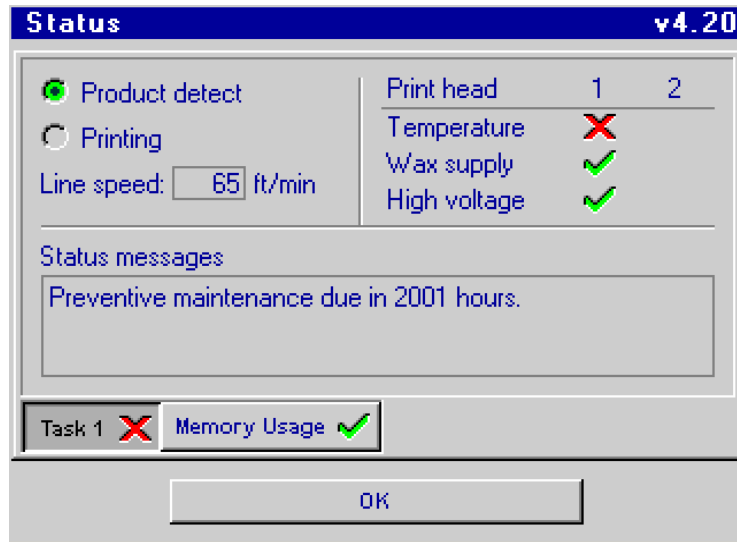 Status v4.20
Product detect
Printing
Line speed: 65 ft/min
Print head 1 2
Temperature
Wax supply
High voltage
Status messages
Preventive maintenance due in 2001 hours.
Task 1 Memory Usage
OK